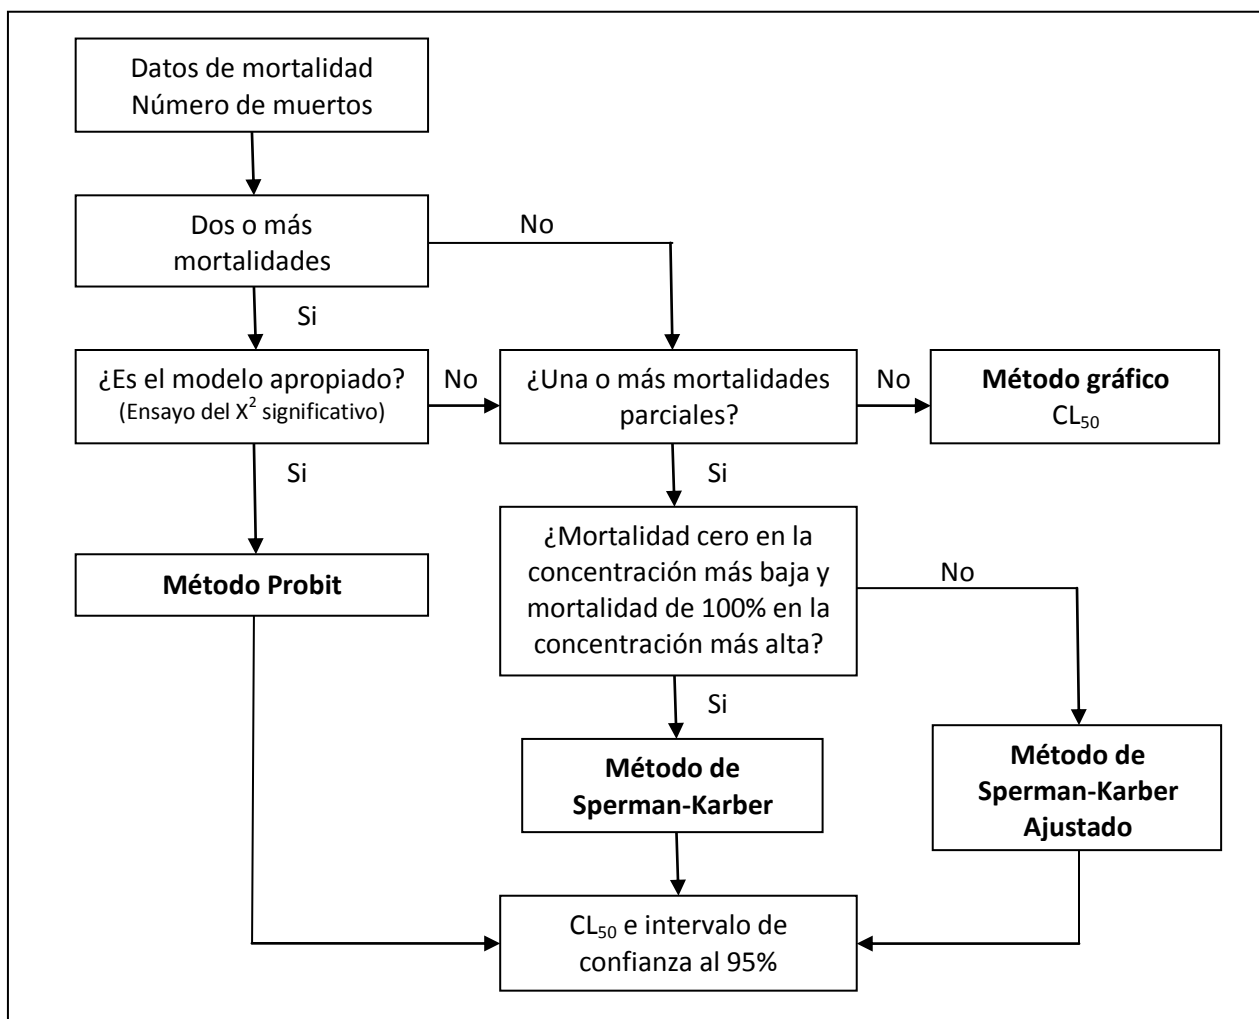 Datos de mortalidad
Número de muertos
Dos o más
mortalidades
No
Si
¿Es el modelo apropiado?
(Ensayo del X² significativo)
No
¿Una o más mortalidades
parciales?
No
Método gráfico
CL₅₀
Si
Si
Método Probit
¿Mortalidad cero en la
concentración más baja y
mortalidad de 100% en la
concentración más alta?
No
Si
Método de
Sperman-Karber
Método de
Sperman-Karber
Ajustado
CL₅₀ e intervalo de
confianza al 95%